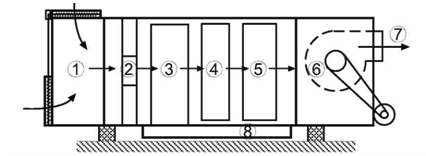 ⑦
① ② ③ ④ ⑤ ⑥
⑧